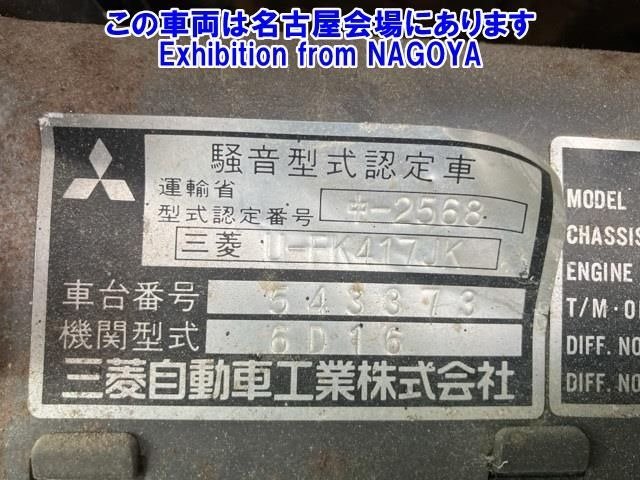 この車両は名古屋会場にあります
Exhibition from NAGOYA
騒音型式認定車
運輸省
型式認定番号 中-2568
三菱 U-FK417JK
車台番号 543373
機関型式 6D16
三菱自動車工業株式会社
MODEL
CHASSIS
ENGINE
T/M·
DIFF. NO
DIFF. NO